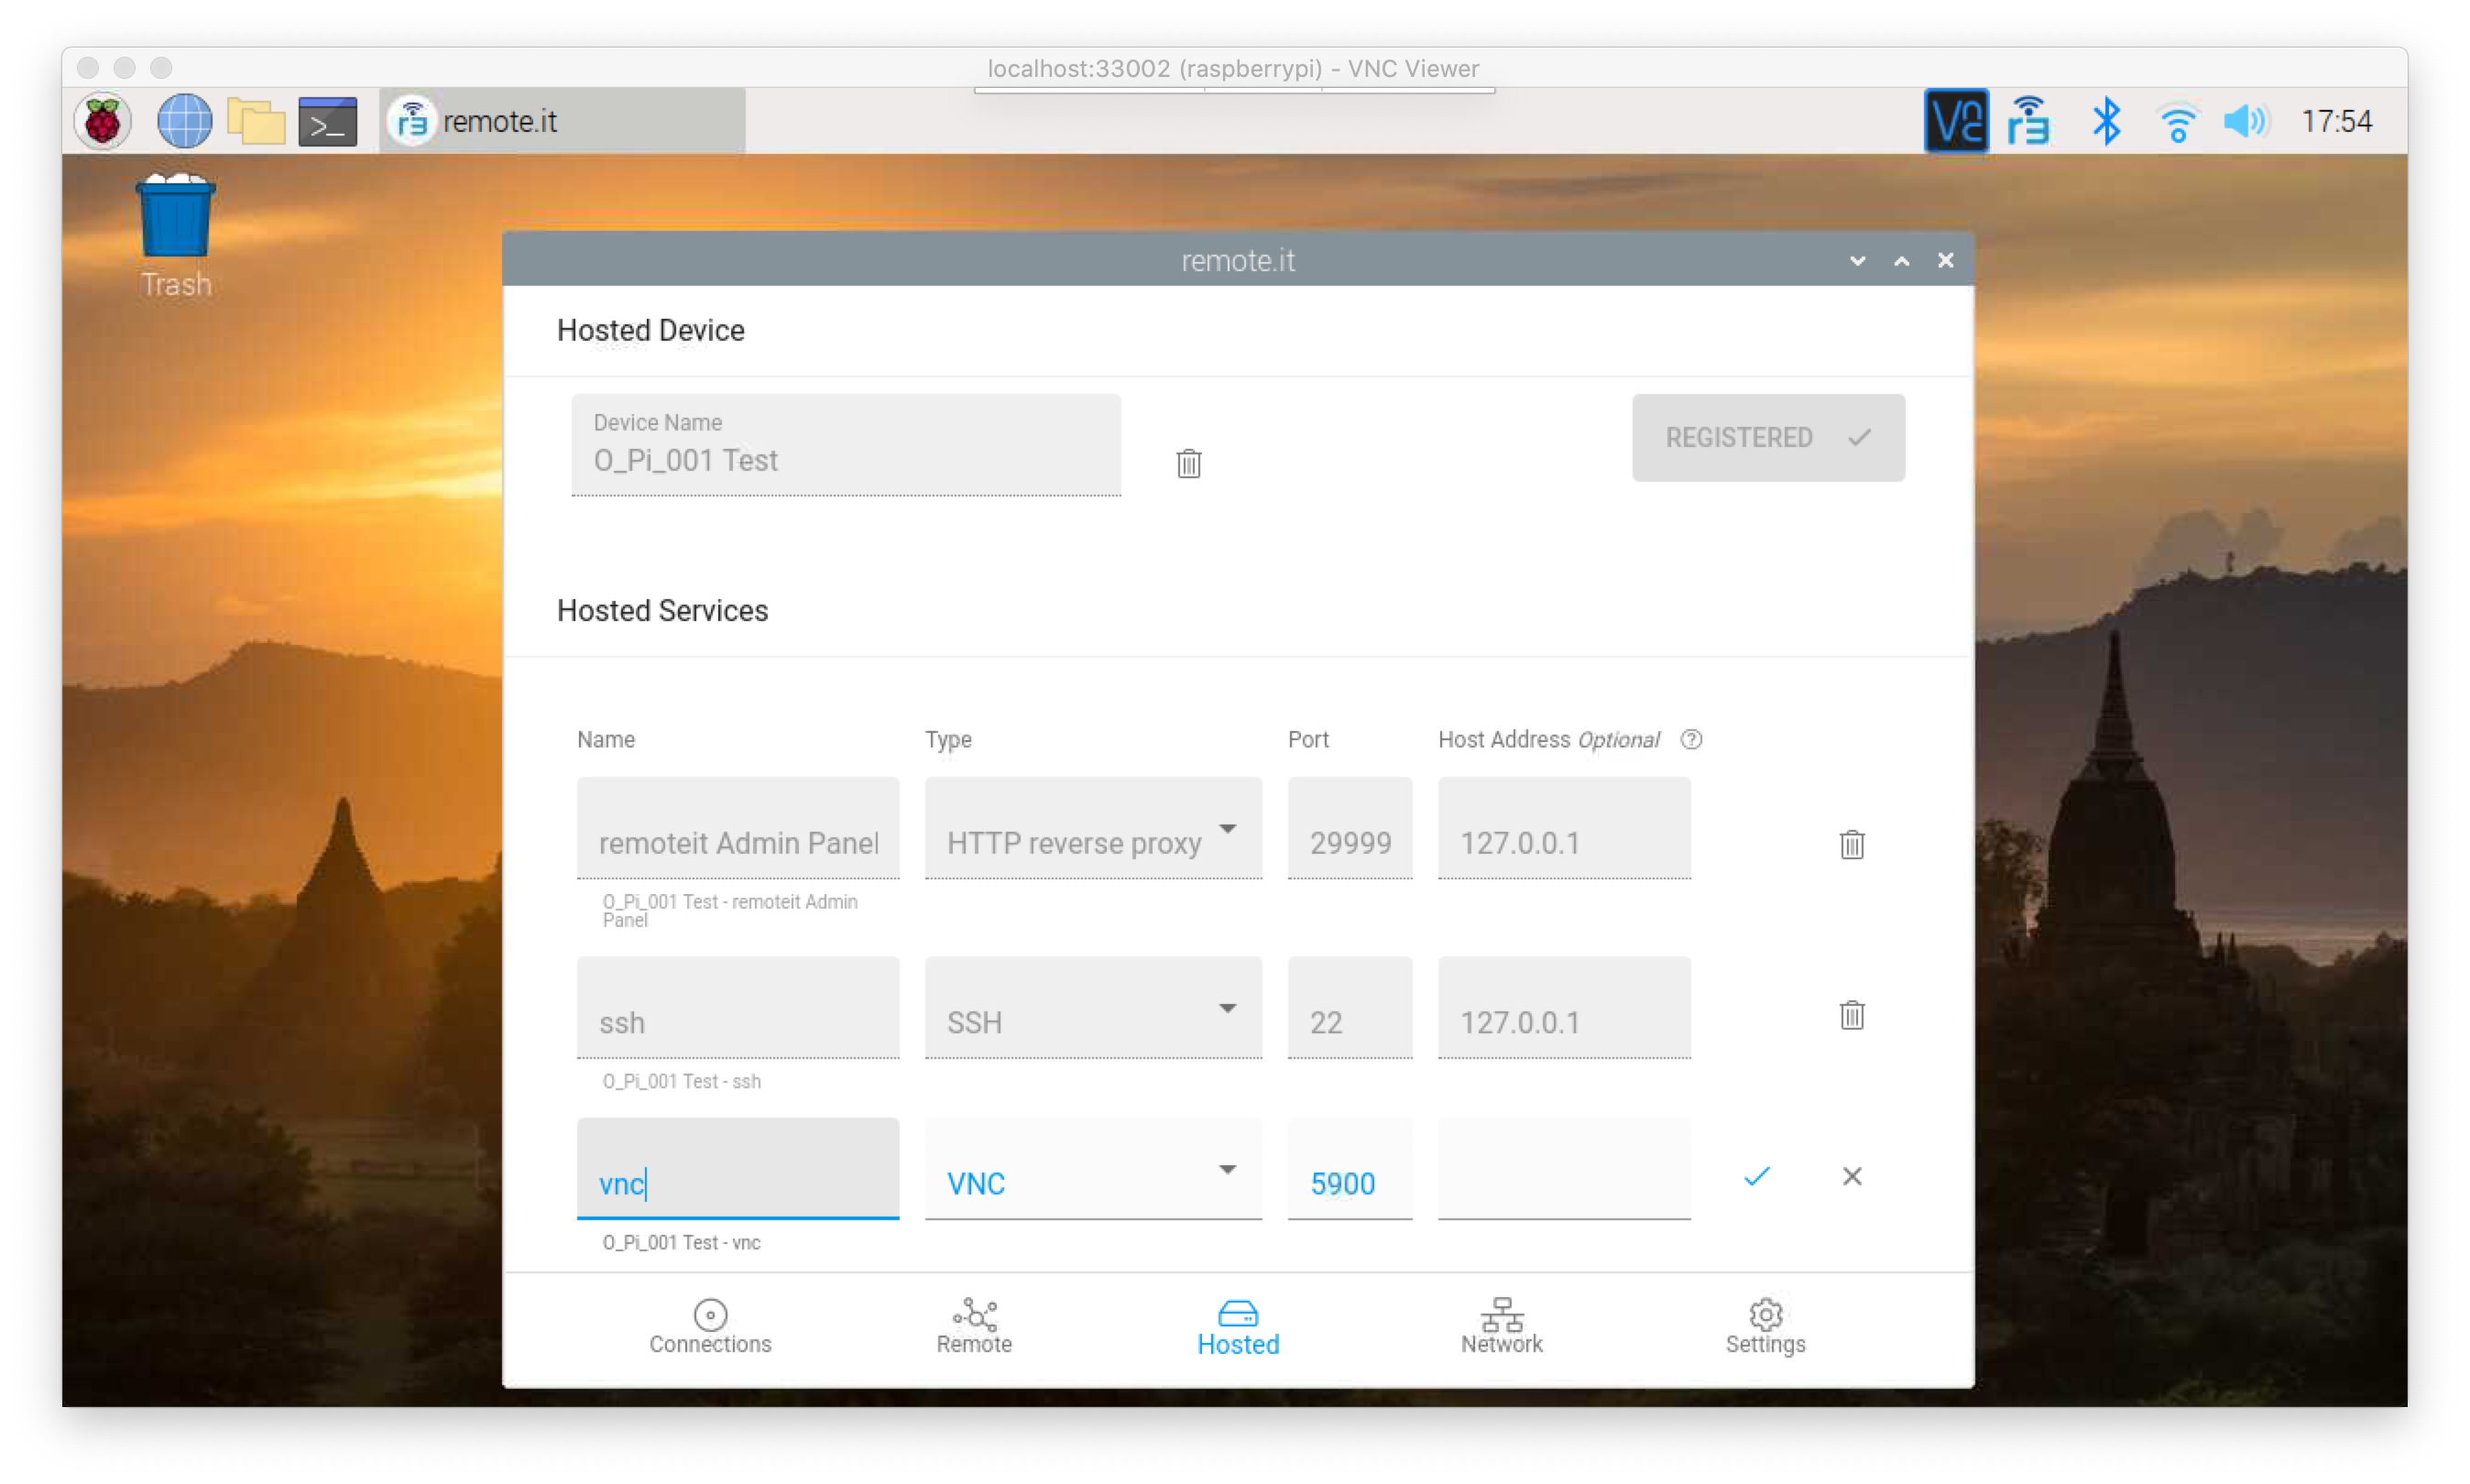 localhost:33002 (raspberrypi) - VNC Viewer
>_
r3 remote.it
VNC r3 17:54
Trash
remote.it
Hosted Device
Device Name
O_Pi_001 Test
REGISTERED
Hosted Services
Name Type Port Host Address Optional ?
remoteit Admin Panel HTTP reverse proxy 29999 127.0.0.1
O_Pi_001 Test - remoteit Admin
Panel
ssh SSH 22 127.0.0.1
O_Pi_001 Test - ssh
vnc VNC 5900
O_Pi_001 Test - vnc
Connections Remote Hosted Network Settings